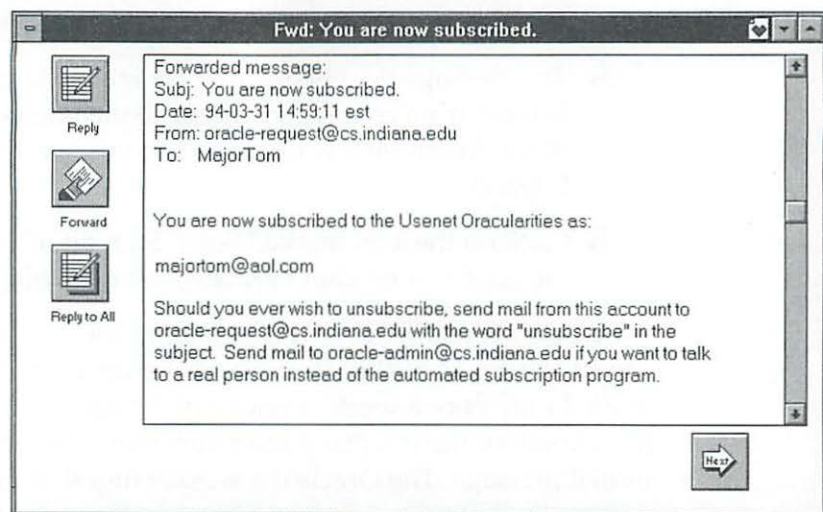 Fwd: You are now subscribed.
Reply
Forward
Reply to All
Forwarded message:
Subj: You are now subscribed.
Date: 94-03-31 14:59:11 est
From: oracle-request@cs.indiana.edu
To: MajorTom
You are now subscribed to the Usenet Oracularities as:
majortom@aol.com
Should you ever wish to unsubscribe, send mail from this account to
oracle-request@cs.indiana.edu with the word "unsubscribe" in the
subject. Send mail to oracle-admin@cs.indiana.edu if you want to talk
to a real person instead of the automated subscription program.
Next